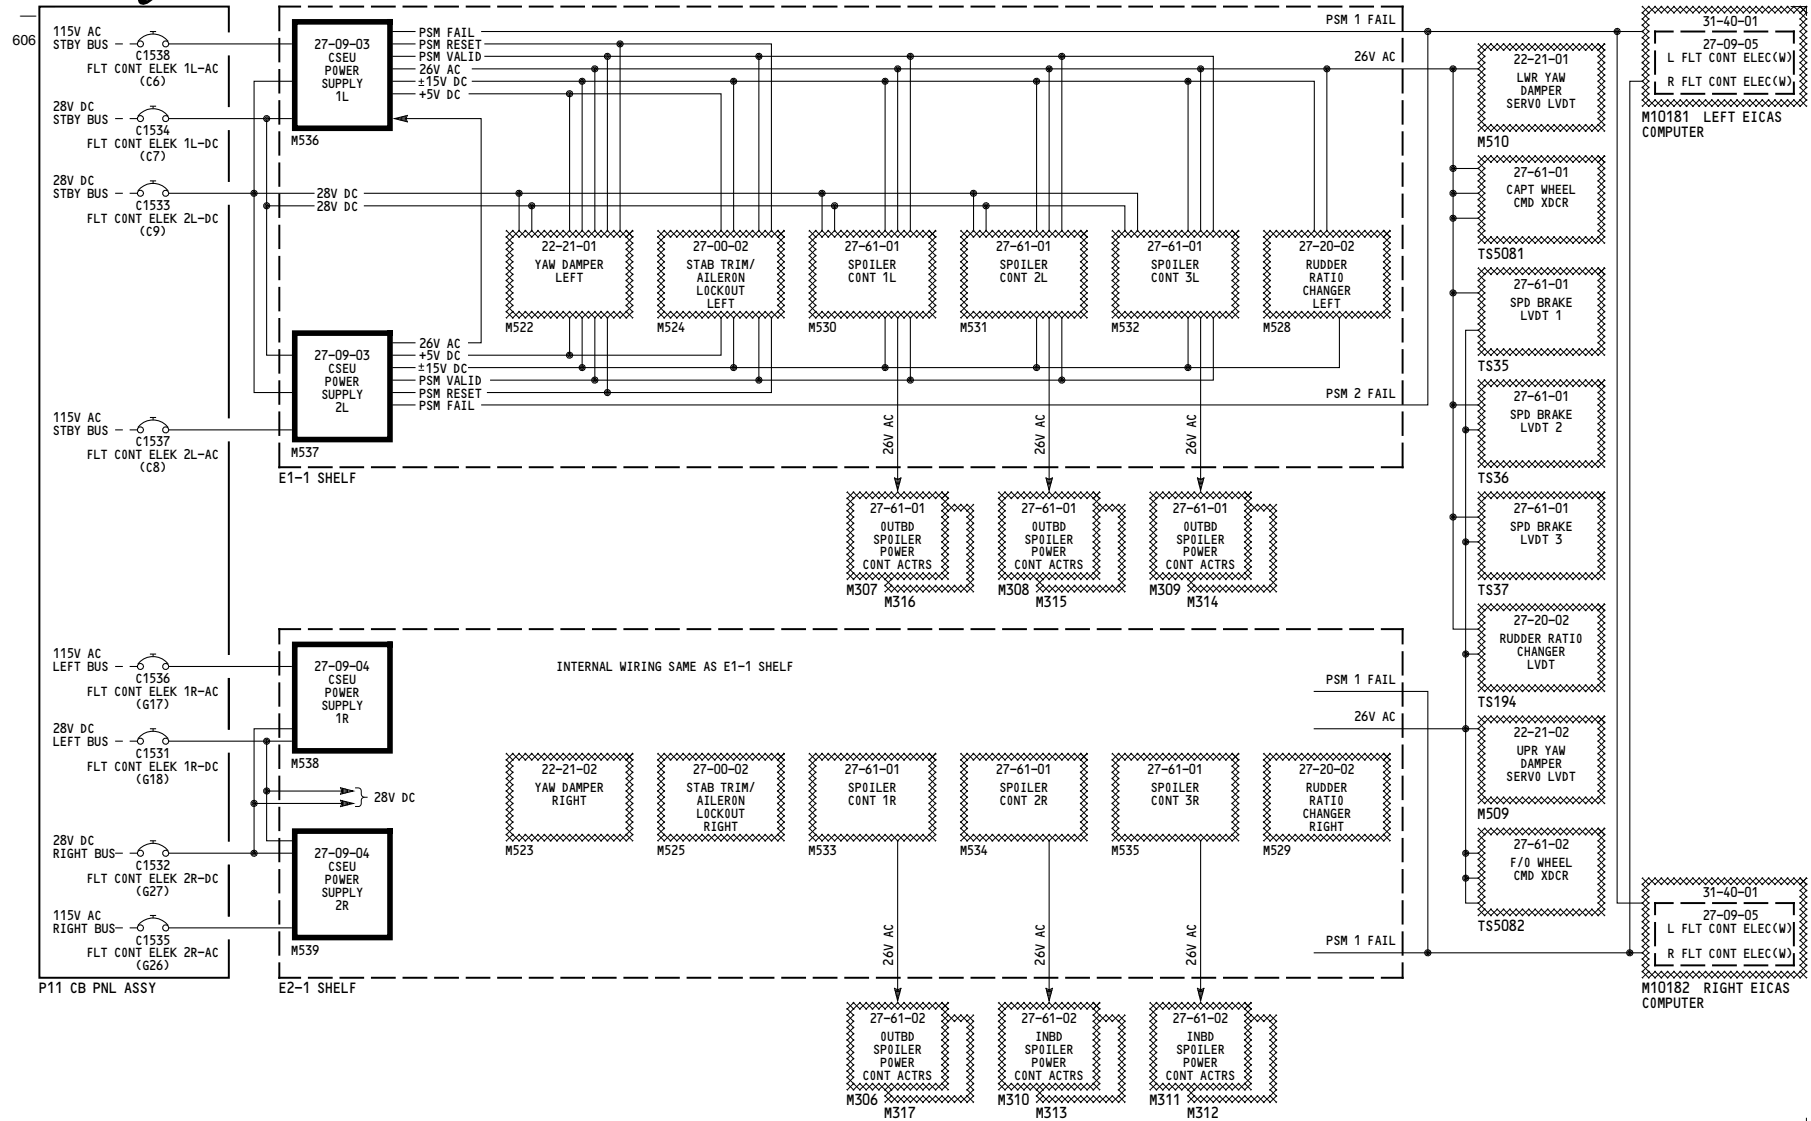 606
115V AC
STBY BUS
C1538
FLT CONT ELEK 1L-AC
(C6)
28V DC
STBY BUS
C1534
FLT CONT ELEK 1L-DC
(C7)
28V DC
STBY BUS
C1533
FLT CONT ELEK 2L-DC
(C9)
115V AC
STBY BUS
C1537
FLT CONT ELEK 2L-AC
(C8)
115V AC
LEFT BUS
C1536
FLT CONT ELEK 1R-AC
(G17)
28V DC
LEFT BUS
C1531
FLT CONT ELEK 1R-DC
(G18)
28V DC
RIGHT BUS
C1532
FLT CONT ELEK 2R-DC
(G27)
115V AC
RIGHT BUS
C1535
FLT CONT ELEK 2R-AC
(G26)
P11 CB PNL ASSY
27-09-03
CSEU
POWER
SUPPLY
1L
M536
PSM FAIL
PSM RESET
PSM VALID
26V AC
±15V DC
+5V DC
PSM 1 FAIL
26V AC
28V DC
28V DC
22-21-01
YAW DAMPER
LEFT
M522
27-00-02
STAB TRIM/
AILERON
LOCKOUT
LEFT
M524
27-61-01
SPOILER
CONT 1L
M530
27-61-01
SPOILER
CONT 2L
M531
27-61-01
SPOILER
CONT 3L
M532
27-20-02
RUDDER
RATIO
CHANGER
LEFT
M528
27-09-03
CSEU
POWER
SUPPLY
2L
M537
26V AC
+5V DC
±15V DC
PSM VALID
PSM RESET
PSM FAIL
PSM 2 FAIL
26V AC
26V AC
26V AC
E1-1 SHELF
27-61-01
OUTBD
SPOILER
POWER
CONT ACTRS
M307
M316
27-61-01
OUTBD
SPOILER
POWER
CONT ACTRS
M308
M315
27-61-01
OUTBD
SPOILER
POWER
CONT ACTRS
M309
M314
27-09-04
CSEU
POWER
SUPPLY
1R
M538
INTERNAL WIRING SAME AS E1-1 SHELF
PSM 1 FAIL
26V AC
28V DC
22-21-02
YAW DAMPER
RIGHT
M523
27-00-02
STAB TRIM/
AILERON
LOCKOUT
RIGHT
M525
27-61-01
SPOILER
CONT 1R
M533
27-61-01
SPOILER
CONT 2R
M534
27-61-01
SPOILER
CONT 3R
M535
27-20-02
RUDDER
RATIO
CHANGER
RIGHT
M529
27-09-04
CSEU
POWER
SUPPLY
2R
M539
26V AC
26V AC
26V AC
PSM 1 FAIL
E2-1 SHELF
27-61-02
OUTBD
SPOILER
POWER
CONT ACTRS
M306
M317
27-61-02
INBD
SPOILER
POWER
CONT ACTRS
M310
M313
27-61-02
INBD
SPOILER
POWER
CONT ACTRS
M311
M312
22-21-01
LWR YAW
DAMPER
SERVO LVDT
M510
27-61-01
CAPT WHEEL
CMD XDCR
TS5081
27-61-01
SPD BRAKE
LVDT 1
TS35
27-61-01
SPD BRAKE
LVDT 2
TS36
27-61-01
SPD BRAKE
LVDT 3
TS37
27-20-02
RUDDER RATIO
CHANGER
LVDT
TS194
22-21-02
UPR YAW
DAMPER
SERVO LVDT
M509
27-61-02
F/O WHEEL
CMD XDCR
TS5082
31-40-01
27-09-05
L FLT CONT ELEC(W)
R FLT CONT ELEC(W)
M10181 LEFT EICAS
COMPUTER
31-40-01
27-09-05
L FLT CONT ELEC(W)
R FLT CONT ELEC(W)
M10182 RIGHT EICAS
COMPUTER